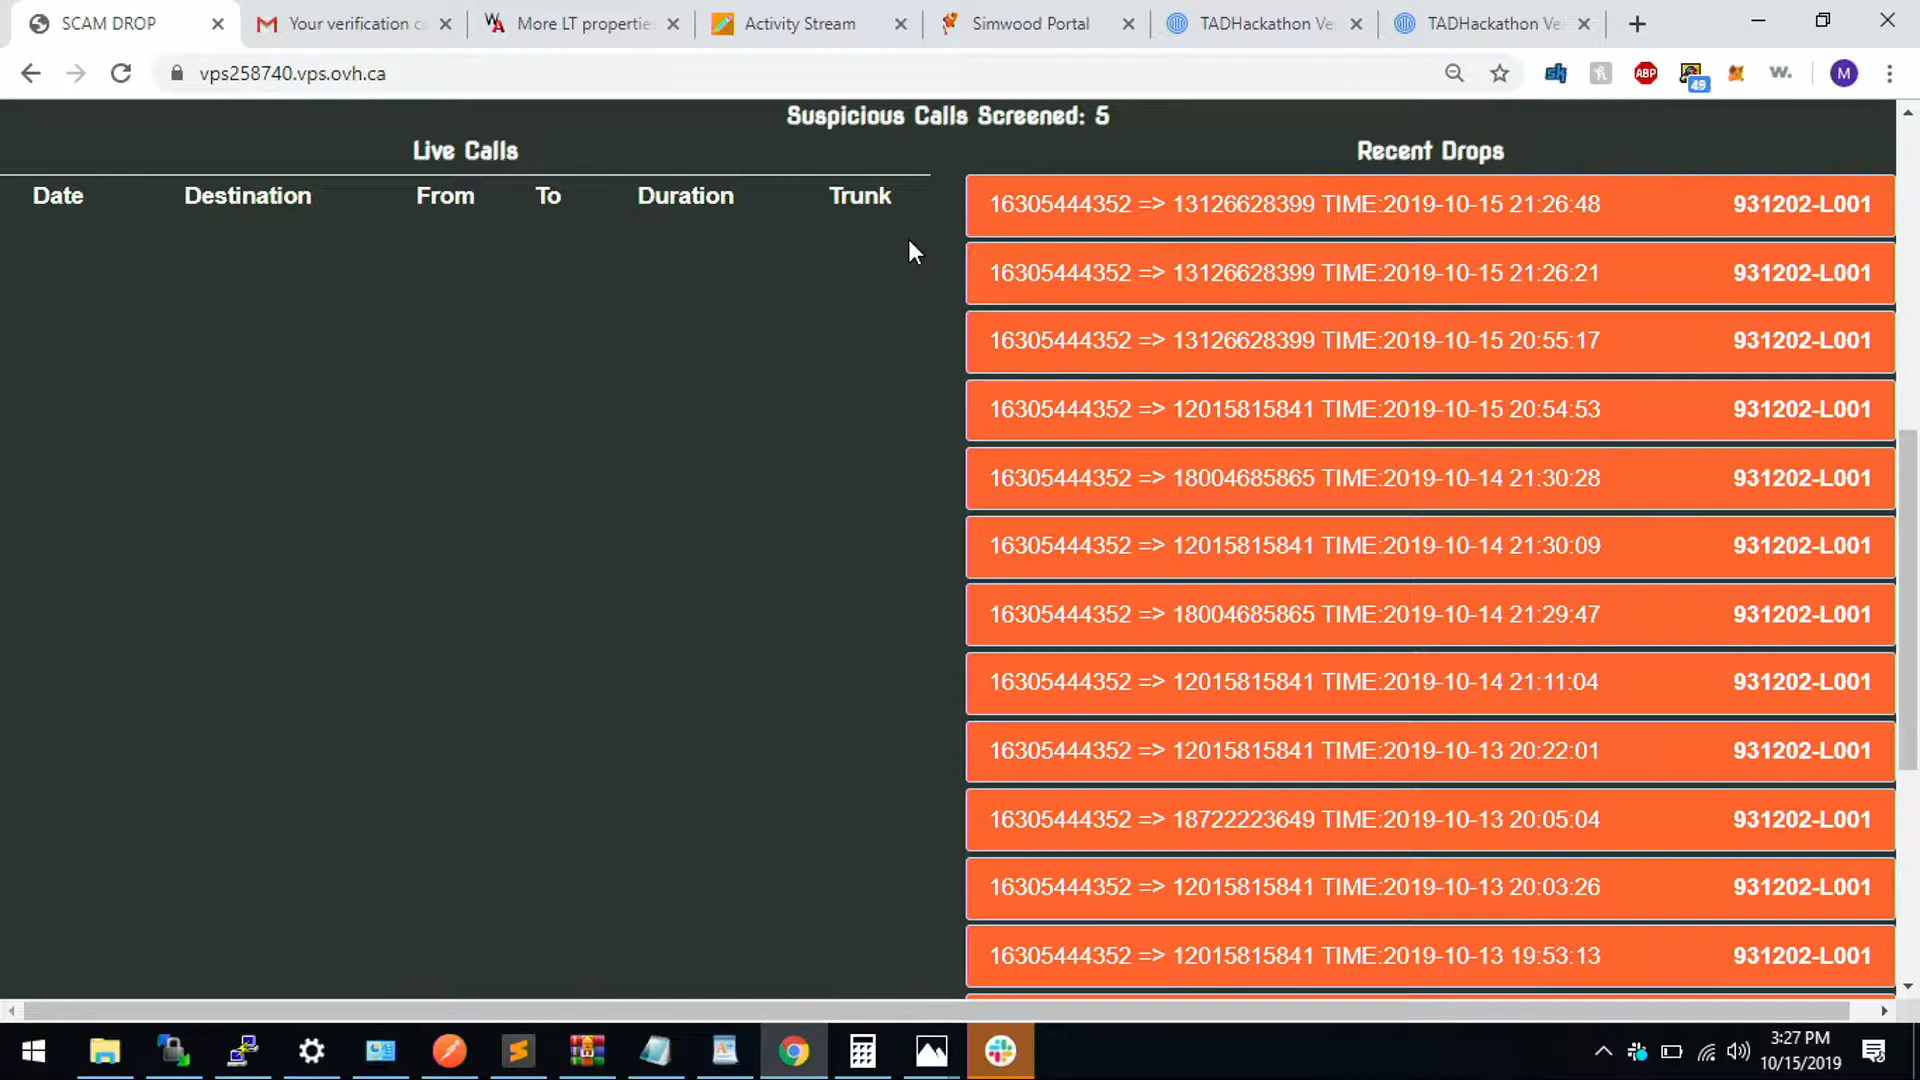 SCAM DROP
Your verification c
More LT propertie
Activity Stream
Simwood Portal
TADHackathon Ve
TADHackathon Ve
vps258740.vps.ovh.ca
ABP
49
w.
M
Suspicious Calls Screened: 5
Live Calls
Recent Drops
Date Destination From To Duration Trunk
16305444352 => 13126628399 TIME:2019-10-15 21:26:48 931202-L001
16305444352 => 13126628399 TIME:2019-10-15 21:26:21 931202-L001
16305444352 => 13126628399 TIME:2019-10-15 20:55:17 931202-L001
16305444352 => 12015815841 TIME:2019-10-15 20:54:53 931202-L001
16305444352 => 18004685865 TIME:2019-10-14 21:30:28 931202-L001
16305444352 => 12015815841 TIME:2019-10-14 21:30:09 931202-L001
16305444352 => 18004685865 TIME:2019-10-14 21:29:47 931202-L001
16305444352 => 12015815841 TIME:2019-10-14 21:11:04 931202-L001
16305444352 => 12015815841 TIME:2019-10-13 20:22:01 931202-L001
16305444352 => 18722223649 TIME:2019-10-13 20:05:04 931202-L001
16305444352 => 12015815841 TIME:2019-10-13 20:03:26 931202-L001
16305444352 => 12015815841 TIME:2019-10-13 19:53:13 931202-L001
3:27 PM
10/15/2019